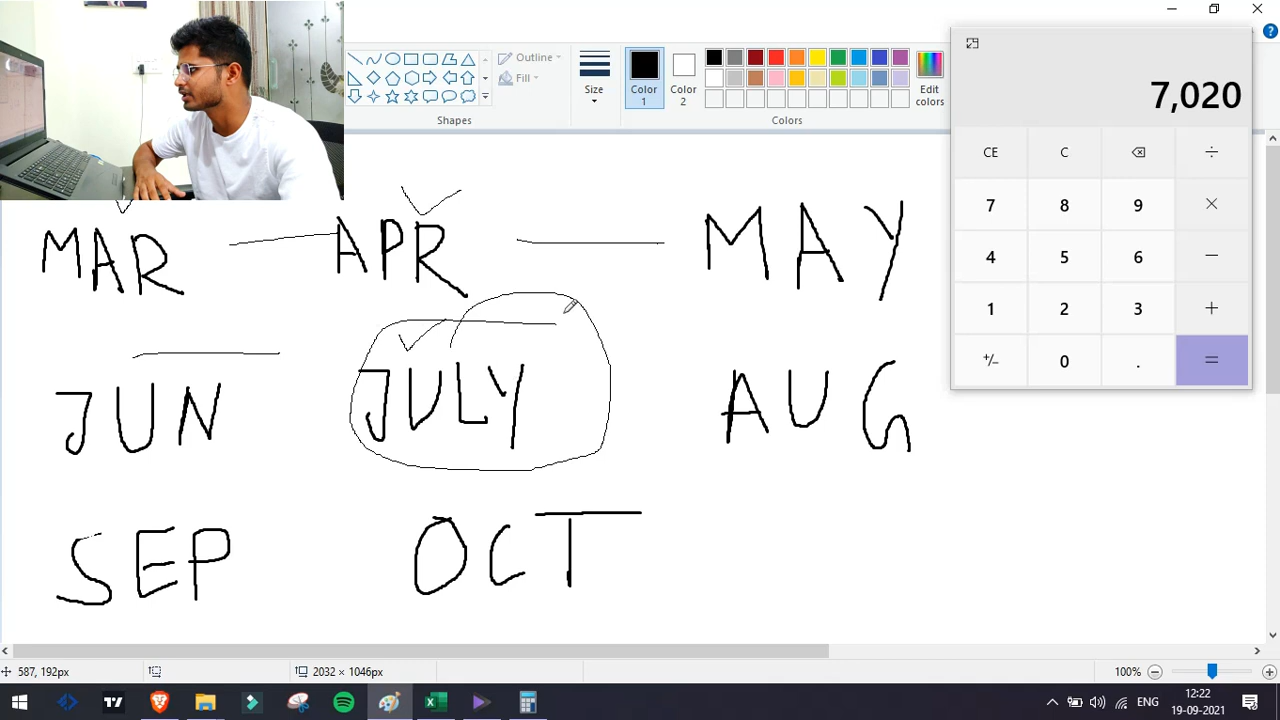 Outline
Fill
Shapes
Size
Color
1
Color
2
Edit
colors
Colors
7,020
CE C ÷
7 8 9 ×
4 5 6 −
1 2 3 +
+/− 0 . =
MAR APR MAY
JUN JULY AUG
SEP OCT
587, 192px
2032 × 1046px
100%
ENG
12:22
19-09-2021